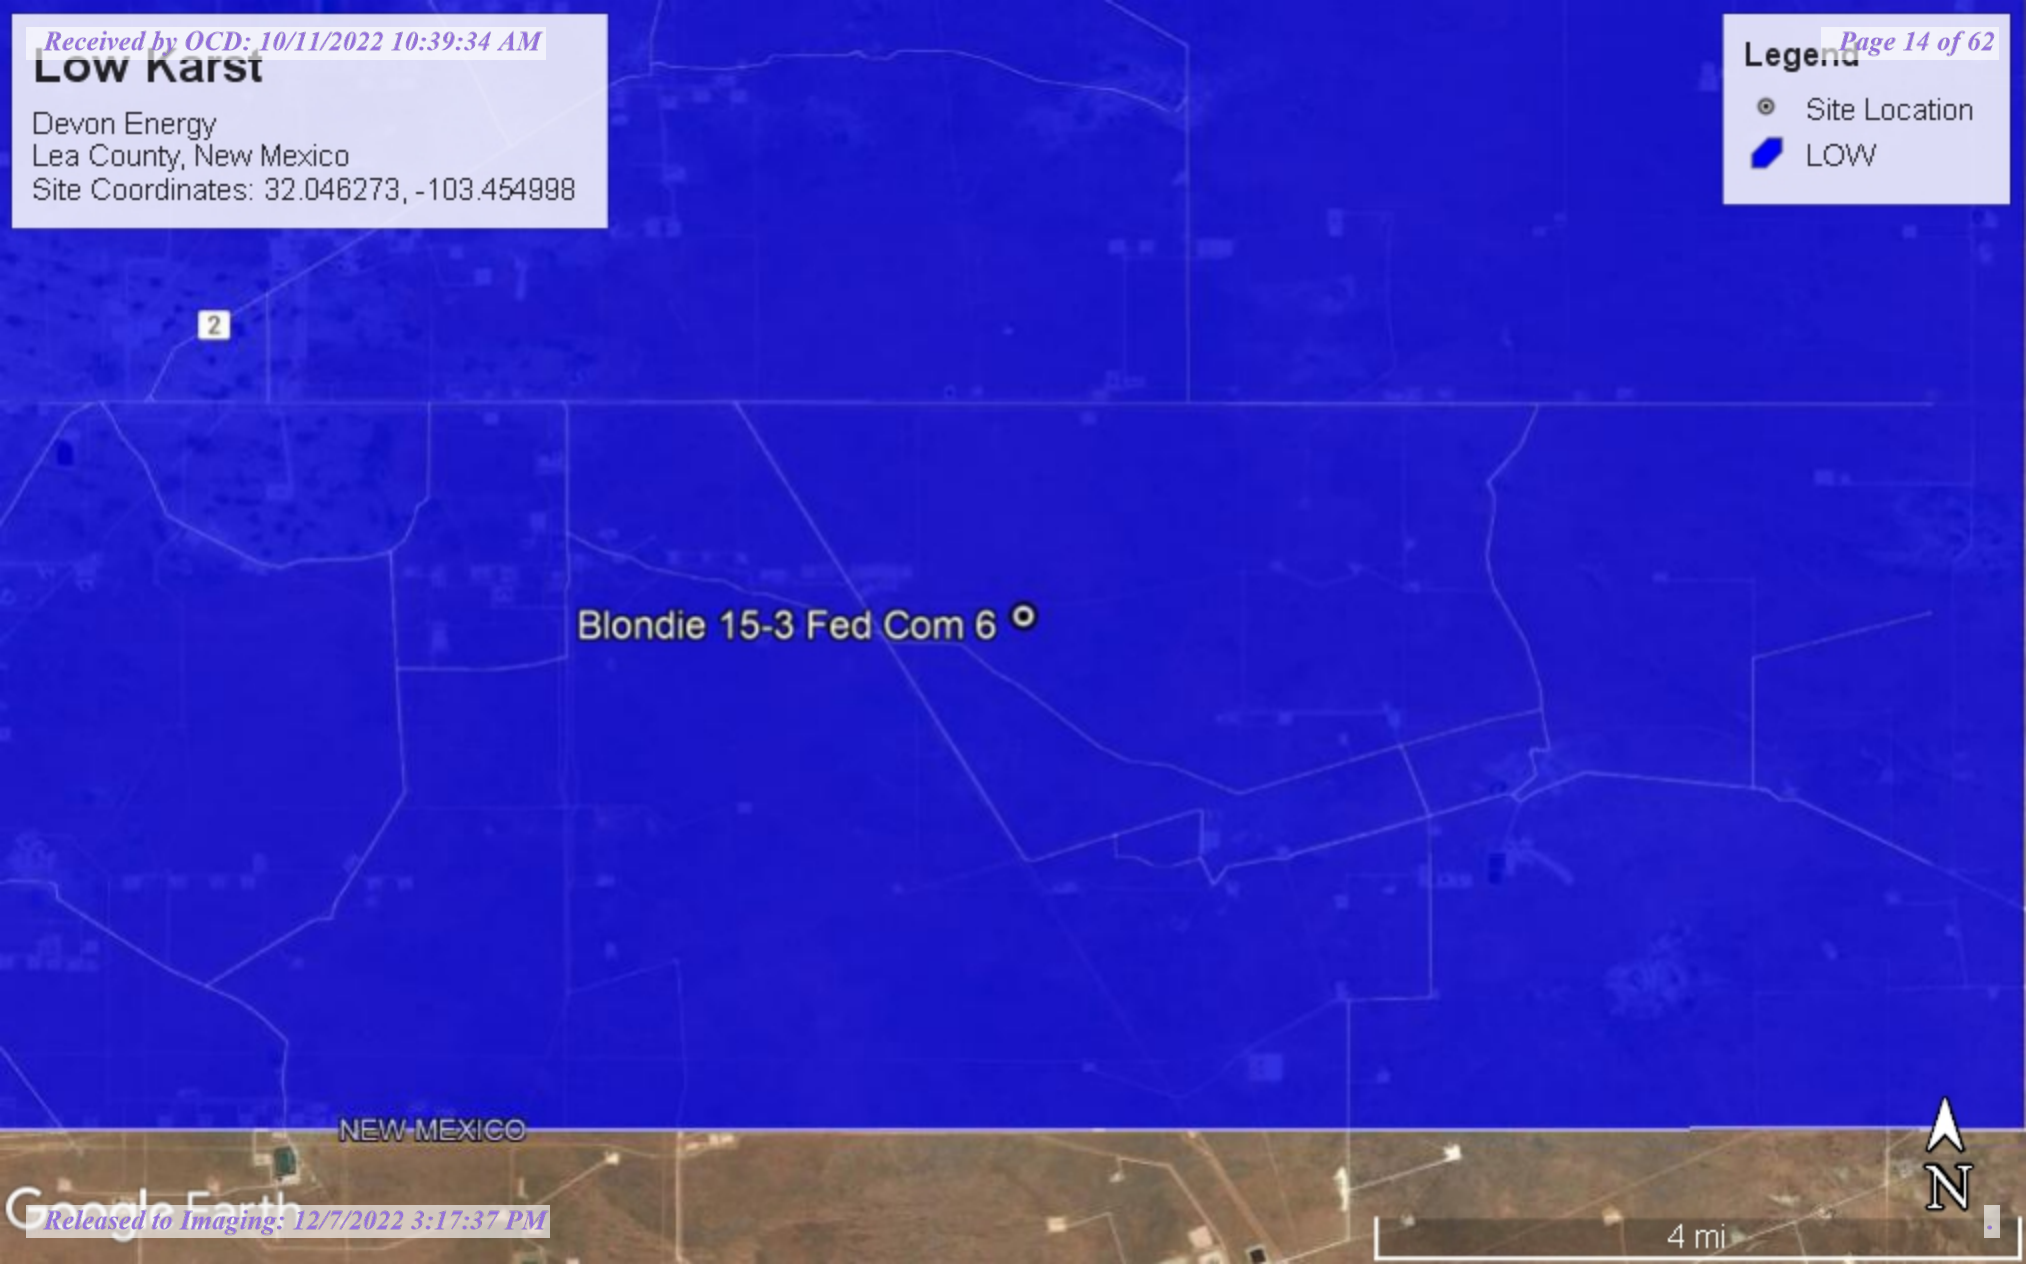 Received by OCD: 10/11/2022 10:39:34 AM
Page 14 of 62
Low Karst
Devon Energy
Lea County, New Mexico
Site Coordinates: 32.046273, -103.454998
Legend
Site Location
LOW
2
Blondie 15-3 Fed Com 6
NEW MEXICO
Google Earth
N
4 mi
Released to Imaging: 12/7/2022 3:17:37 PM